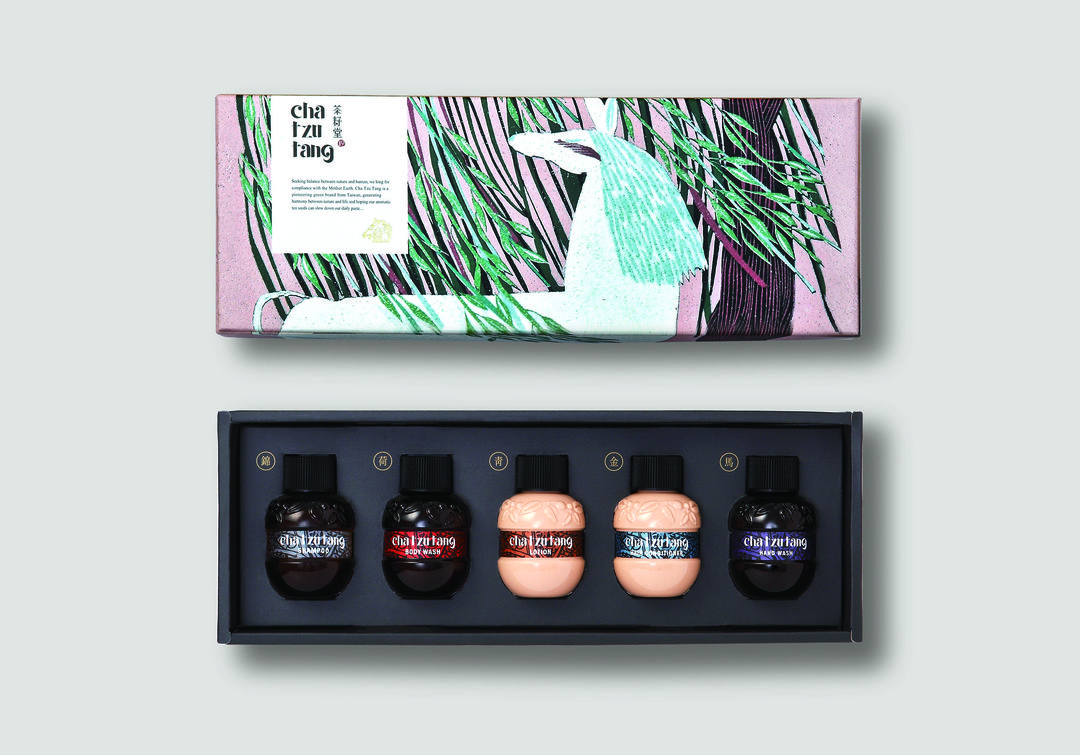 cha
tzu
tang
茶籽堂
Seeking balance between nature and human, we long for
compliance with the Mother Earth. Cha Tzu Tang is a
pioneering green brand from Taiwan, generating
harmony between nature and life and hoping our aromatic
tea seeds can slow down our daily pace...
錦
荷
青
金
馬
cha tzu tang
SHAMPOO
cha tzu tang
BODY WASH
cha tzu tang
LOTION
cha tzu tang
HAIR CONDITIONER
cha tzu tang
HAND WASH